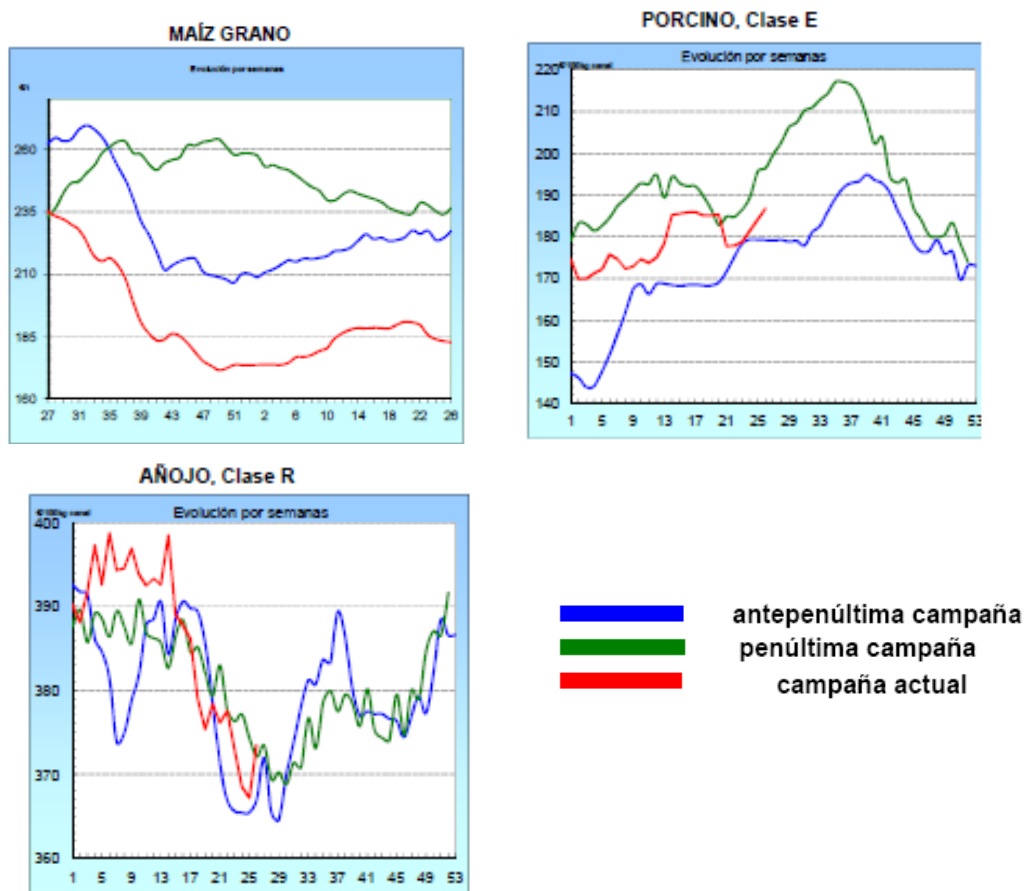 MAÍZ GRANO
Evolución por semanas
260
235
210
185
160
27 31 35 39 43 47 51 2 6 10 14 18 22 26
PORCINO, Clase E
Evolución por semanas
220
210
200
190
180
170
160
150
140
1 5 9 13 17 21 25 29 33 37 41 45 49 53
AÑOJO, Clase R
Evolución por semanas
400
390
380
370
360
1 5 9 13 17 21 25 29 33 37 41 45 49 53
antepenúltima campaña
penúltima campaña
campaña actual